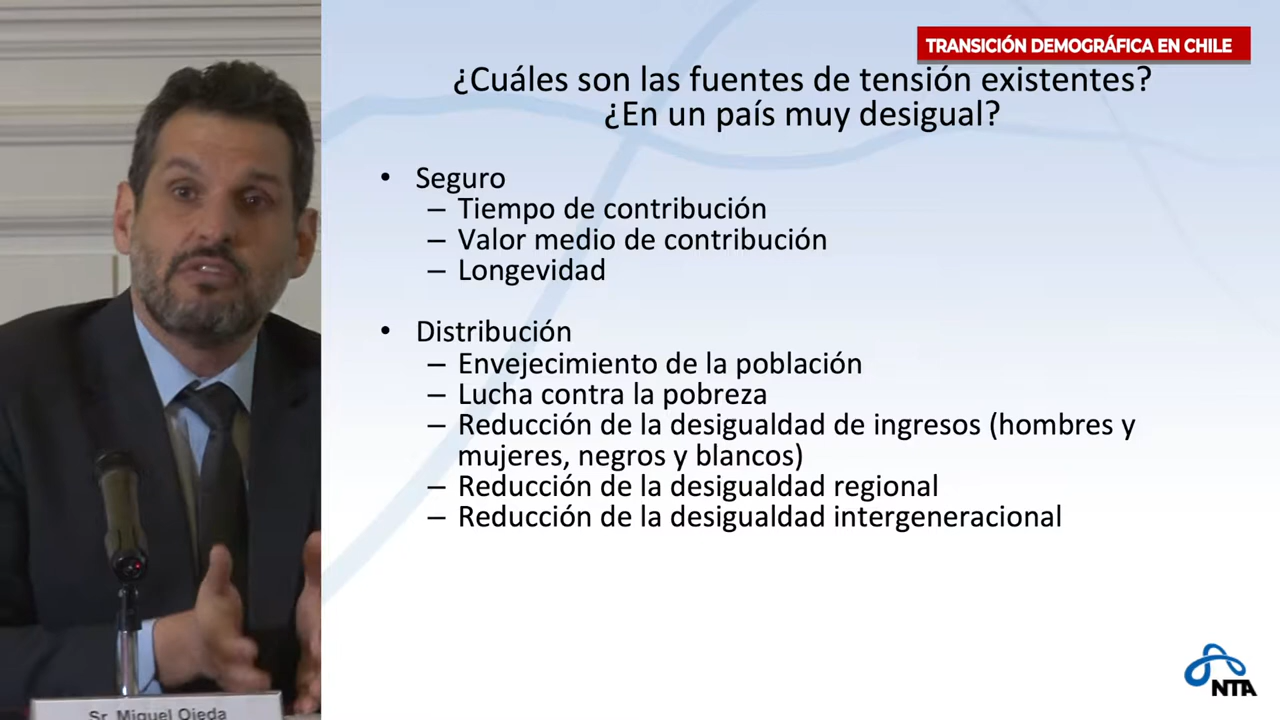 TRANSICIÓN DEMOGRÁFICA EN CHILE
¿Cuáles son las fuentes de tensión existentes?
¿En un país muy desigual?
• Seguro
– Tiempo de contribución
– Valor medio de contribución
– Longevidad
• Distribución
– Envejecimiento de la población
– Lucha contra la pobreza
– Reducción de la desigualdad de ingresos (hombres y
mujeres, negros y blancos)
– Reducción de la desigualdad regional
– Reducción de la desigualdad intergeneracional
NTA
Sr. Miguel Ojeda